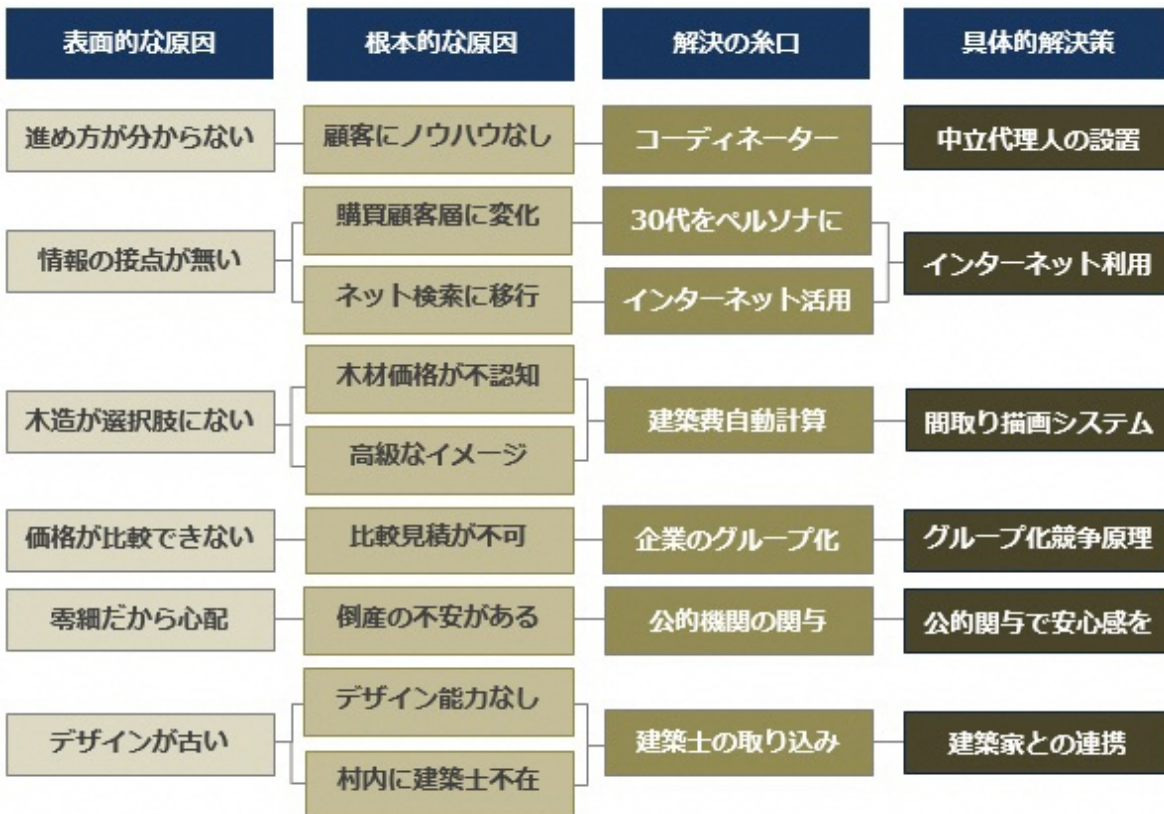 表面的な原因
根本的な原因
解決の糸口
具体的解決策
進め方が分からない
顧客にノウハウなし
コーディネーター
中立代理人の設置
情報の接点が無い
購買顧客層に変化
30代をペルソナに
インターネット利用
ネット検索に移行
インターネット活用
木造が選択肢にない
木材価格が不認知
建築費自動計算
間取り描画システム
高級なイメージ
価格が比較できない
比較見積が不可
企業のグループ化
グループ化競争原理
零細だから心配
倒産の不安がある
公的機関の関与
公的関与で安心感を
デザインが古い
デザイン能力なし
建築士の取り込み
建築家との連携
村内に建築士不在